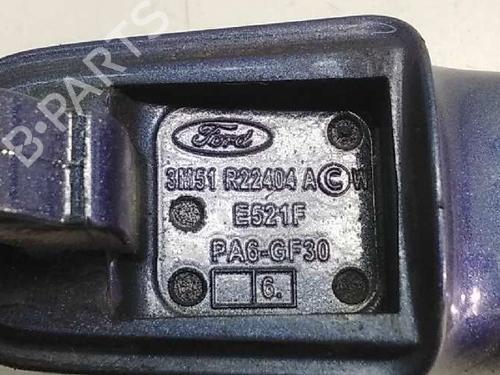 B-PARTS
Ford
3M51 R22404 A C W
E521F
PA6-GF30
6.